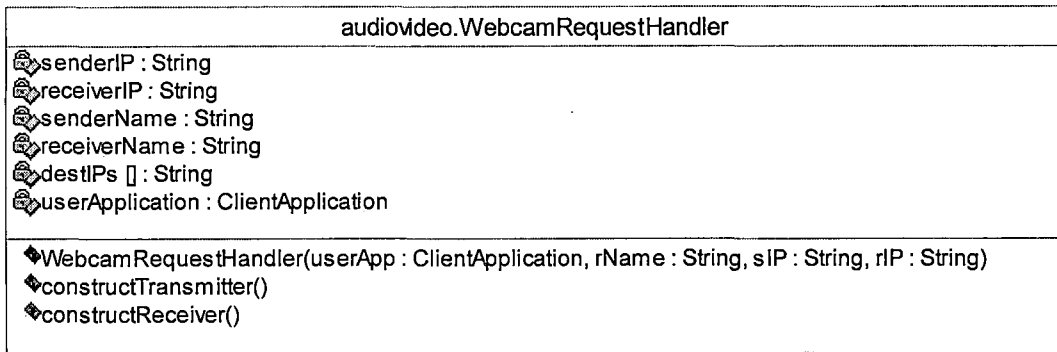 audiovideo.WebcamRequestHandler
senderIP : String
receiverIP : String
senderName : String
receiverName : String
destIPs [] : String
userApplication : ClientApplication
WebcamRequestHandler(userApp : ClientApplication, rName : String, sIP : String, rIP : String)
constructTransmitter()
constructReceiver()